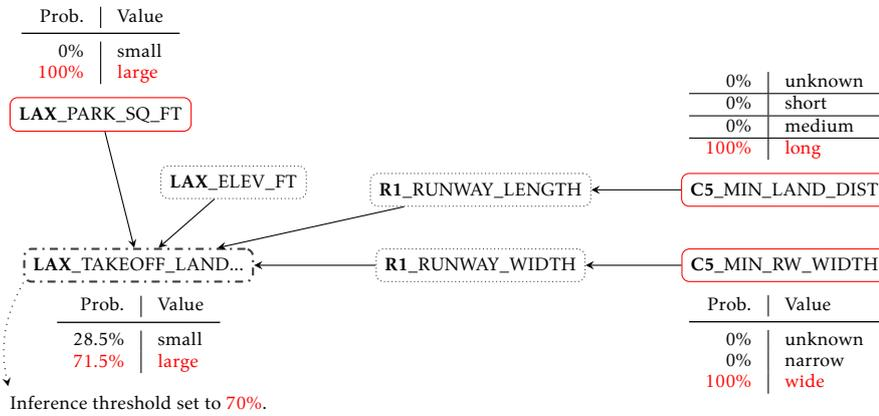 Prob. Value
0% small
100% large
LAX_PARK_SQ_FT
0% unknown
0% short
0% medium
100% long
LAX_ELEV_FT
R1_RUNWAY_LENGTH
C5_MIN_LAND_DIST
LAX_TAKEOFF_LAND...
R1_RUNWAY_WIDTH
C5_MIN_RW_WIDTH
Prob. Value
28.5% small
71.5% large
Prob. Value
0% unknown
0% narrow
100% wide
Inference threshold set to 70%.